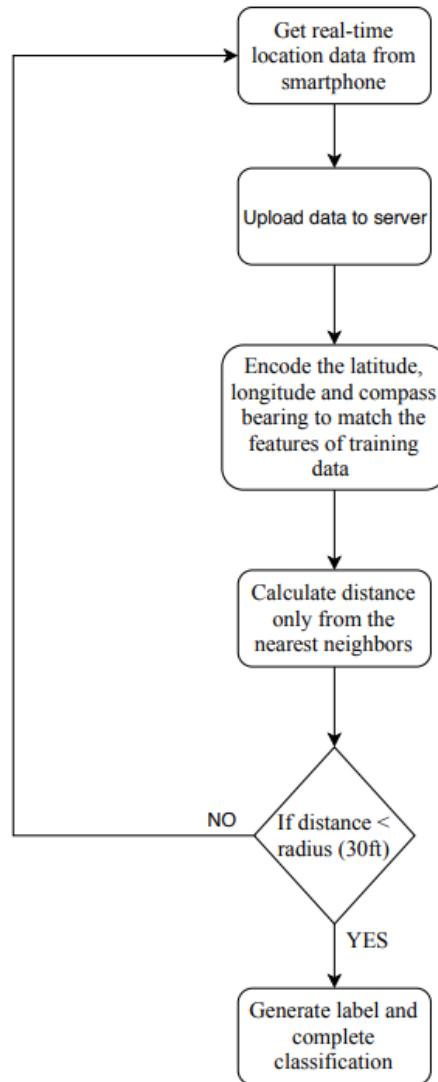 Get real-time
location data from
smartphone
Upload data to server
Encode the latitude,
longitude and compass
bearing to match the
features of training
data
Calculate distance
only from the
nearest neighbors
If distance <
radius (30ft)
NO
YES
Generate label and
complete
classification